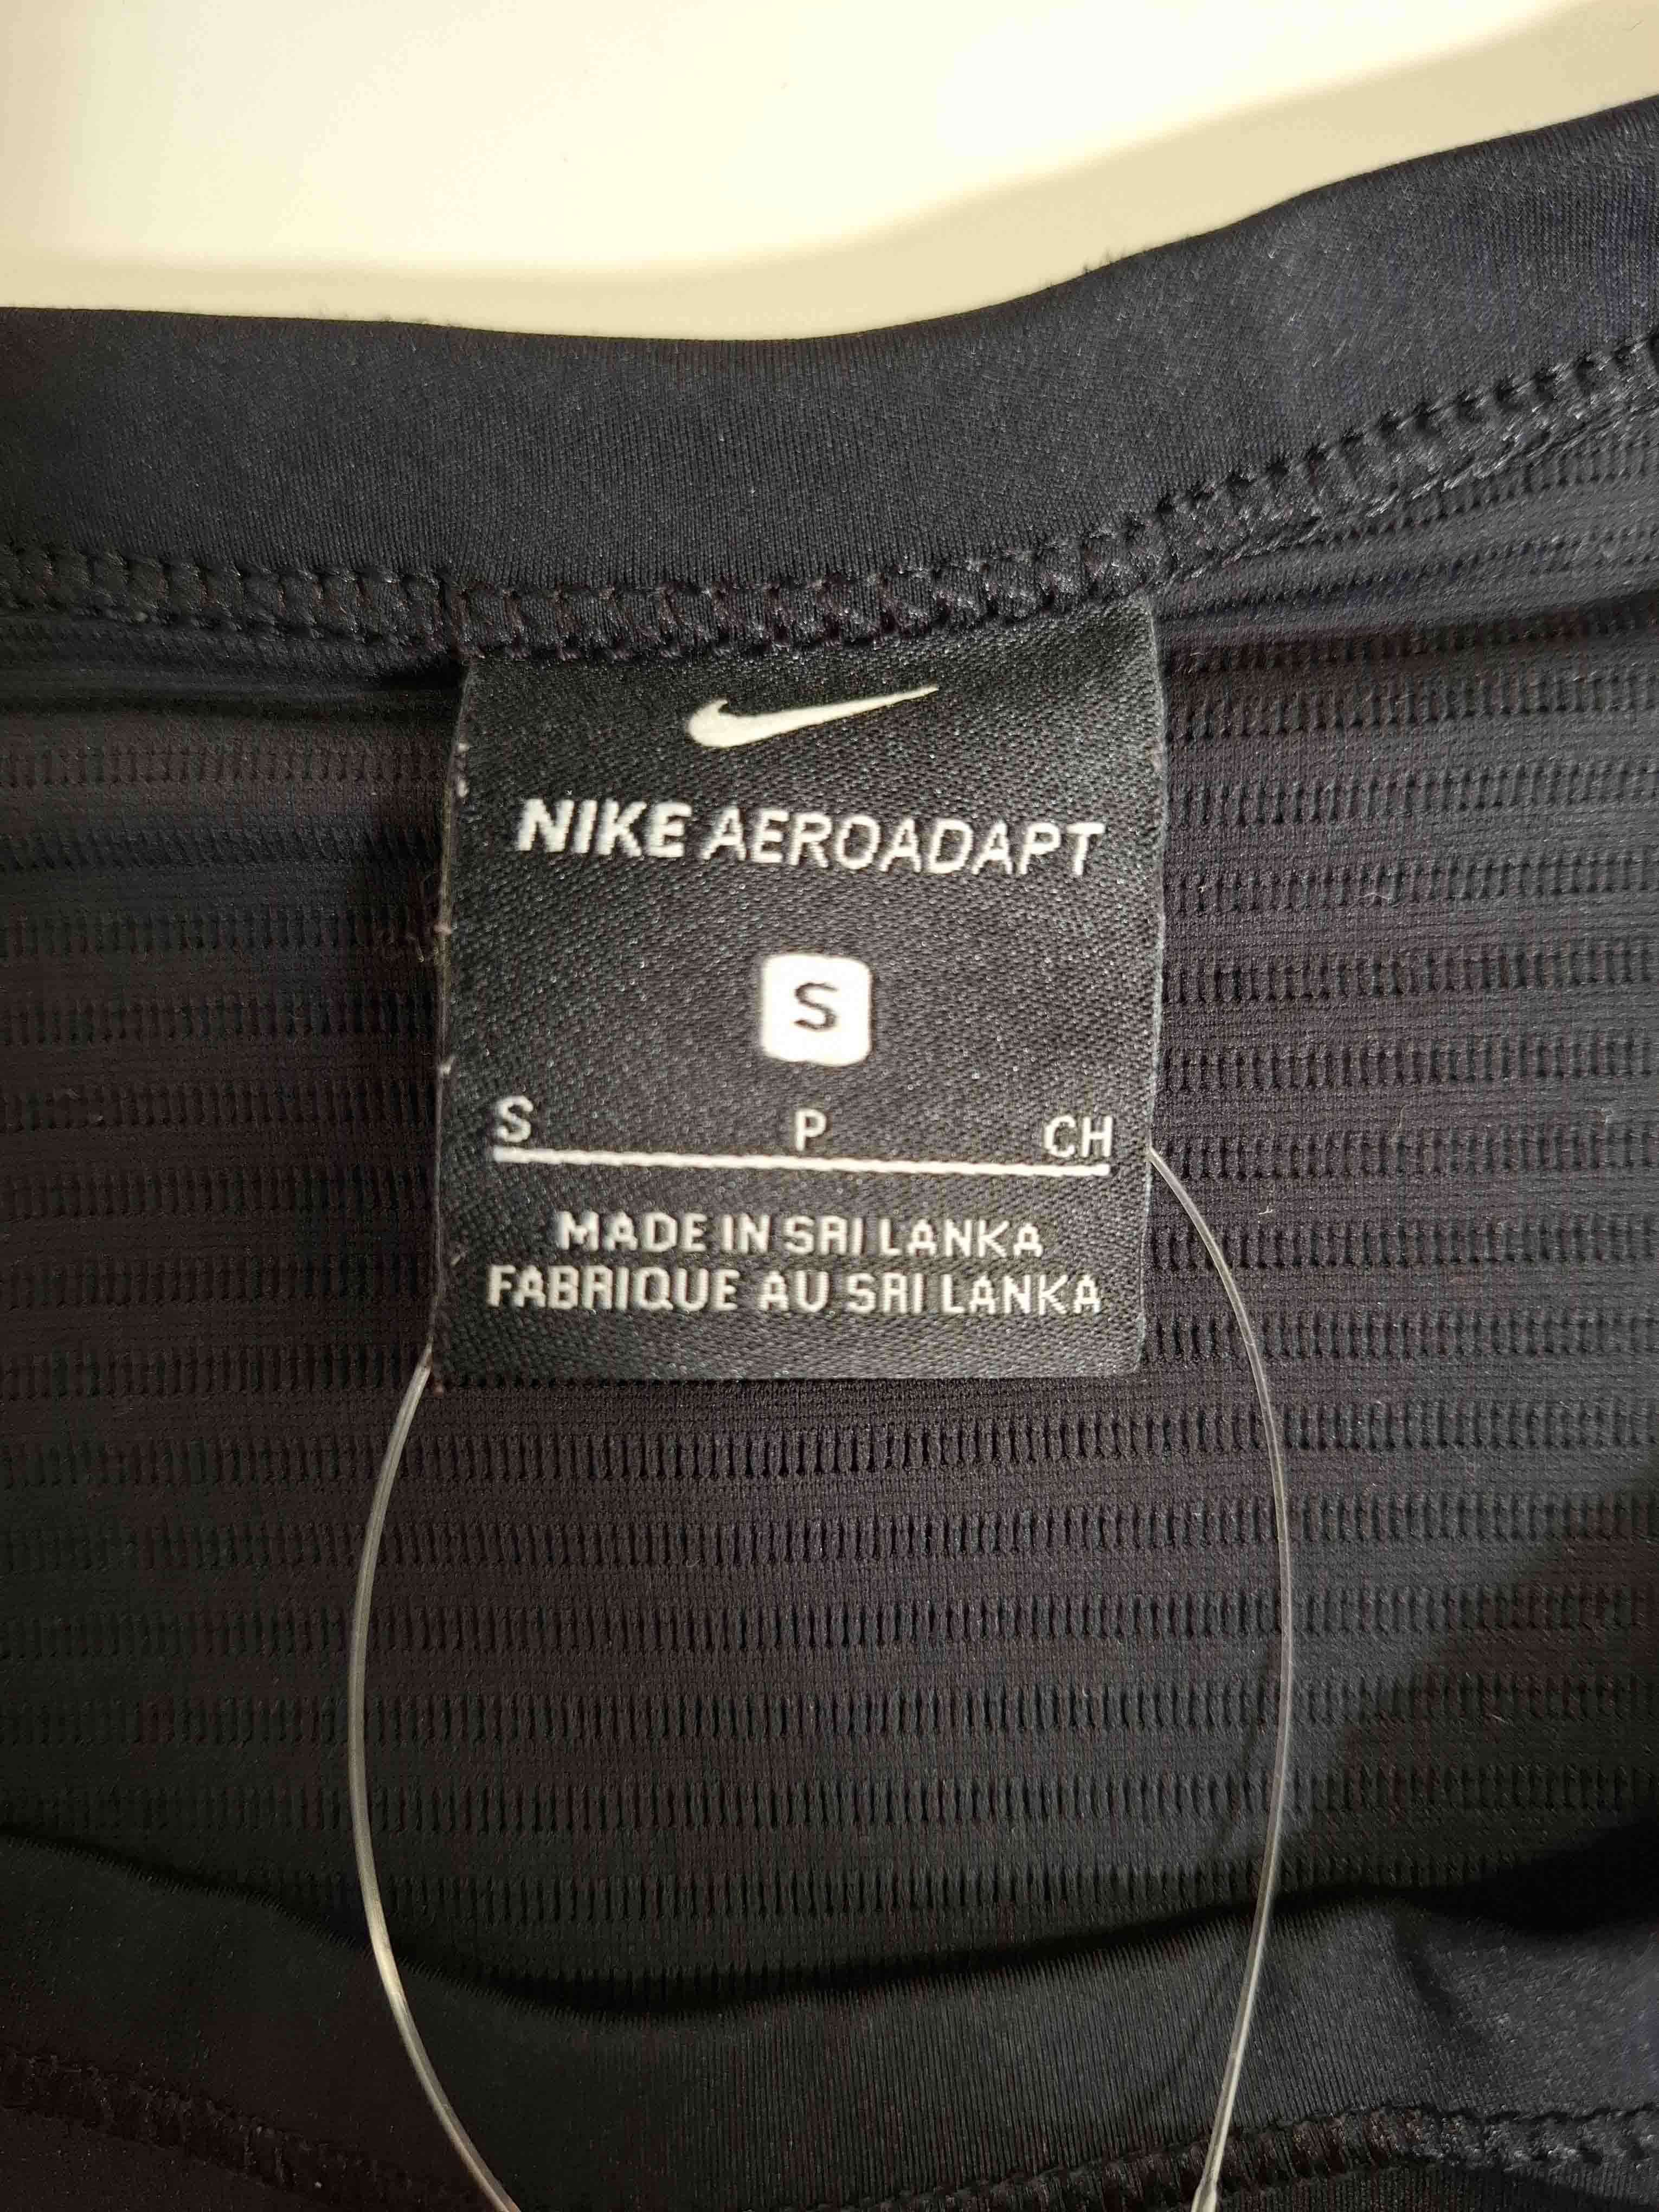 NIKE AEROADAPT
S
S P CH
MADE IN SRI LANKA
FABRIQUE AU SRI LANKA